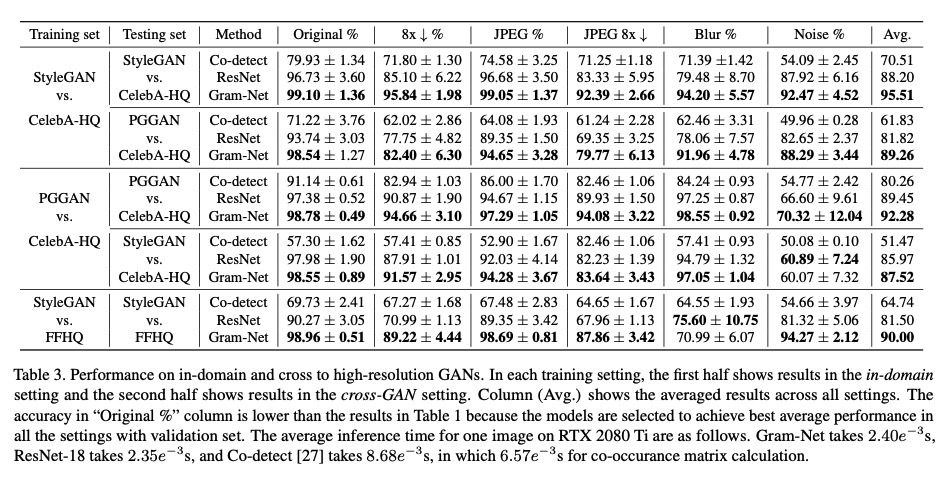 Training set Testing set Method Original % 8x ↓ % JPEG % JPEG 8x ↓ Blur % Noise % Avg.
StyleGAN Co-detect 79.93 ± 1.34 71.80 ± 1.30 74.58 ± 3.25 71.25 ±1.18 71.39 ±1.42 54.09 ± 2.45 70.51
StyleGAN vs. ResNet 96.73 ± 3.60 85.10 ± 6.22 96.68 ± 3.50 83.33 ± 5.95 79.48 ± 8.70 87.92 ± 6.16 88.20
vs. CelebA-HQ Gram-Net 99.10 ± 1.36 95.84 ± 1.98 99.05 ± 1.37 92.39 ± 2.66 94.20 ± 5.57 92.47 ± 4.52 95.51
CelebA-HQ PGGAN Co-detect 71.22 ± 3.76 62.02 ± 2.86 64.08 ± 1.93 61.24 ± 2.28 62.46 ± 3.31 49.96 ± 0.28 61.83
vs. ResNet 93.74 ± 3.03 77.75 ± 4.82 89.35 ± 1.50 69.35 ± 3.25 78.06 ± 7.57 82.65 ± 2.37 81.82
CelebA-HQ Gram-Net 98.54 ± 1.27 82.40 ± 6.30 94.65 ± 3.28 79.77 ± 6.13 91.96 ± 4.78 88.29 ± 3.44 89.26
PGGAN Co-detect 91.14 ± 0.61 82.94 ± 1.03 86.00 ± 1.70 82.46 ± 1.06 84.24 ± 0.93 54.77 ± 2.42 80.26
PGGAN vs. ResNet 97.38 ± 0.52 90.87 ± 1.90 94.67 ± 1.15 89.93 ± 1.50 97.25 ± 0.87 66.60 ± 9.61 89.45
vs. CelebA-HQ Gram-Net 98.78 ± 0.49 94.66 ± 3.10 97.29 ± 1.05 94.08 ± 3.22 98.55 ± 0.92 70.32 ± 12.04 92.28
CelebA-HQ StyleGAN Co-detect 57.30 ± 1.62 57.41 ± 0.85 52.90 ± 1.67 82.46 ± 1.06 57.41 ± 0.93 50.08 ± 0.10 51.47
vs. ResNet 97.98 ± 1.90 87.91 ± 1.01 92.03 ± 4.14 82.23 ± 1.39 94.79 ± 1.32 60.89 ± 7.24 85.97
CelebA-HQ Gram-Net 98.55 ± 0.89 91.57 ± 2.95 94.28 ± 3.67 83.64 ± 3.43 97.05 ± 1.04 60.07 ± 7.32 87.52
StyleGAN StyleGAN Co-detect 69.73 ± 2.41 67.27 ± 1.68 67.48 ± 2.83 64.65 ± 1.67 64.55 ± 1.93 54.66 ± 3.97 64.74
vs. vs. ResNet 90.27 ± 3.05 70.99 ± 1.13 89.35 ± 3.42 67.96 ± 1.13 75.60 ± 10.75 81.32 ± 5.06 81.50
FFHQ FFHQ Gram-Net 98.96 ± 0.51 89.22 ± 4.44 98.69 ± 0.81 87.86 ± 3.42 70.99 ± 6.07 94.27 ± 2.12 90.00
Table 3. Performance on in-domain and cross to high-resolution GANs. In each training setting, the first half shows results in the in-domain
setting and the second half shows results in the cross-GAN setting. Column (Avg.) shows the averaged results across all settings. The
accuracy in “Original %” column is lower than the results in Table 1 because the models are selected to achieve best average performance in
all the settings with validation set. The average inference time for one image on RTX 2080 Ti are as follows. Gram-Net takes 2.40e⁻³s,
ResNet-18 takes 2.35e⁻³s, and Co-detect [27] takes 8.68e⁻³s, in which 6.57e⁻³s for co-occurance matrix calculation.